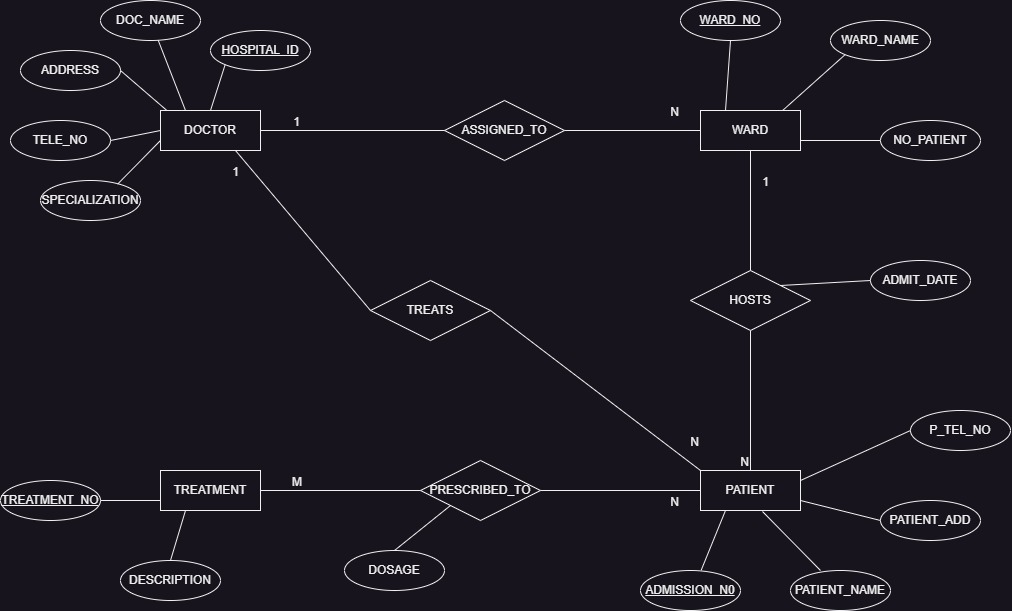 DOC_NAME
WARD_NO
HOSPITAL_ID
WARD_NAME
ADDRESS
1
N
DOCTOR
ASSIGNED_TO
WARD
TELE_NO
NO_PATIENT
1
1
SPECIALIZATION
ADMIT_DATE
HOSTS
TREATS
P_TEL_NO
N
N
M
TREATMENT
PRESCRIBED_TO
PATIENT
TREATMENT_NO
N
PATIENT_ADD
DOSAGE
DESCRIPTION
ADMISSION_N0
PATIENT_NAME